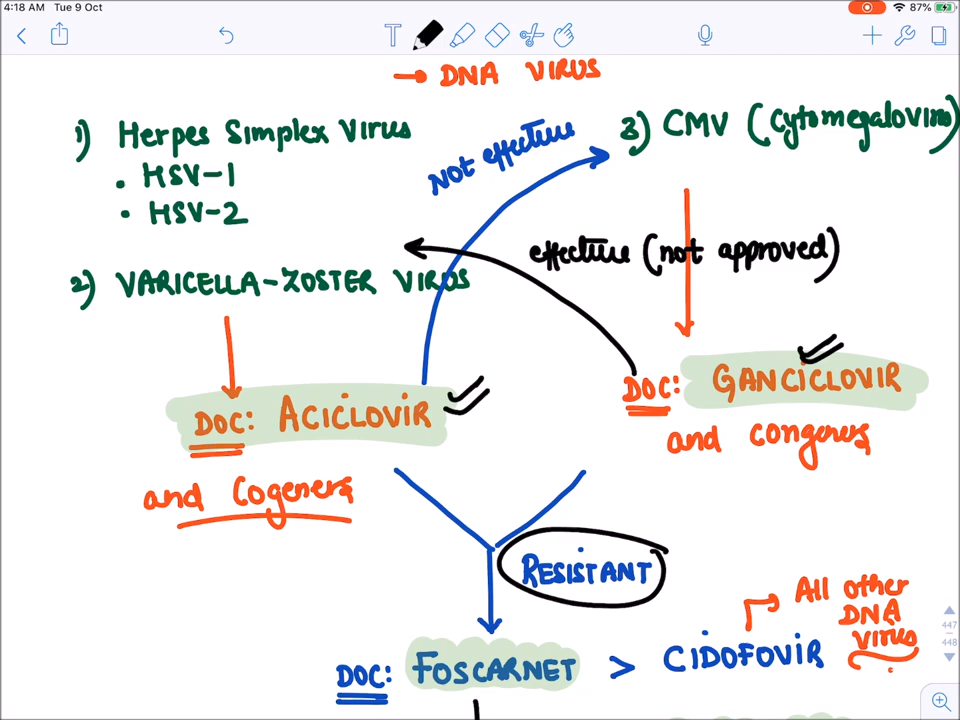 4:18 AM Tue 9 Oct
87%
→ DNA VIRUS
1) Herpes Simplex Virus
• HSV-1
• HSV-2
2) VARICELLA-ZOSTER VIRUS
Not effective
3) CMV (Cytomegalovirus)
effective (not approved)
DOC: ACICLOVIR
and Cogeners
DOC: GANCICLOVIR
and congeners
RESISTANT
DOC: FOSCARNET > CIDOFOVIR
All other
DNA
VIRUS
447
448